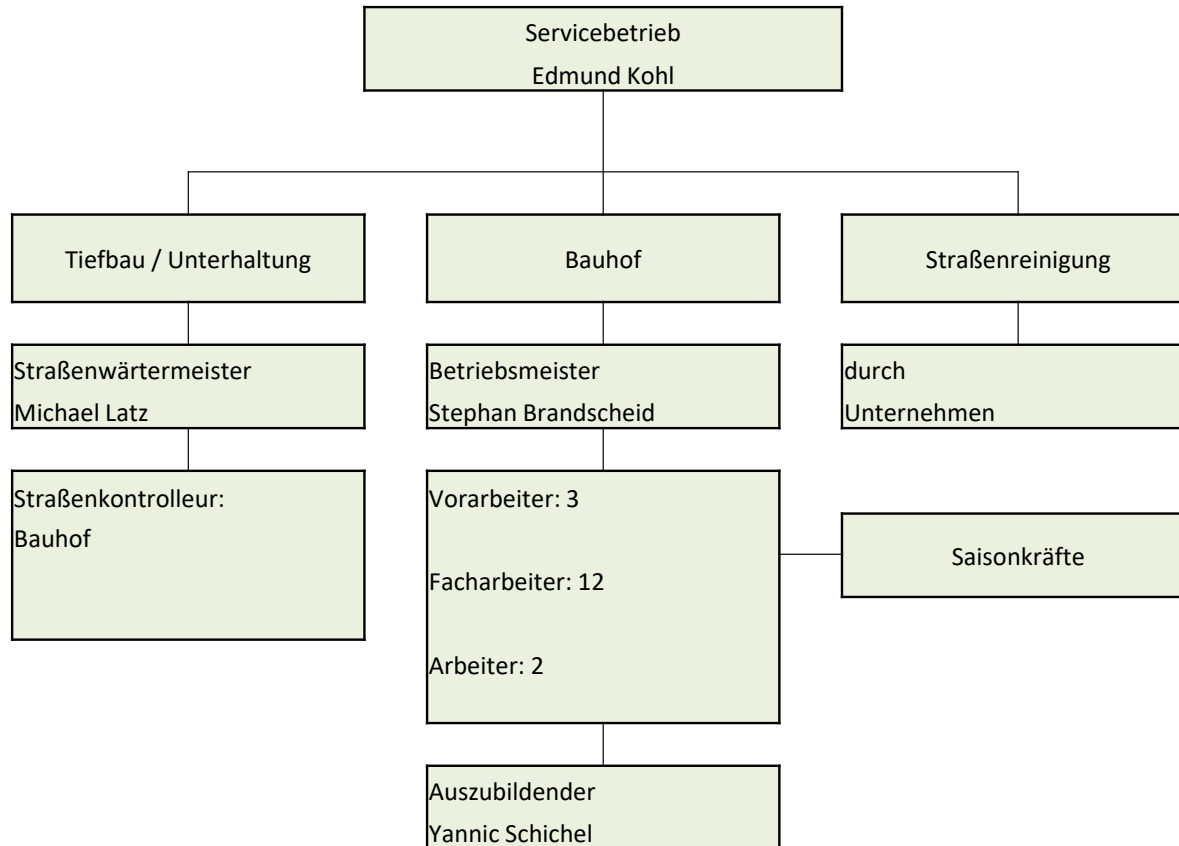 Servicebetrieb
Edmund Kohl
Tiefbau / Unterhaltung
Bauhof
Straßenreinigung
Straßenwärtermeister
Michael Latz
Betriebsmeister
Stephan Brandscheid
durch
Unternehmen
Straßenkontrolleur:
Bauhof
Vorarbeiter: 3
Facharbeiter: 12
Arbeiter: 2
Saisonkräfte
Auszubildender
Yannic Schichel